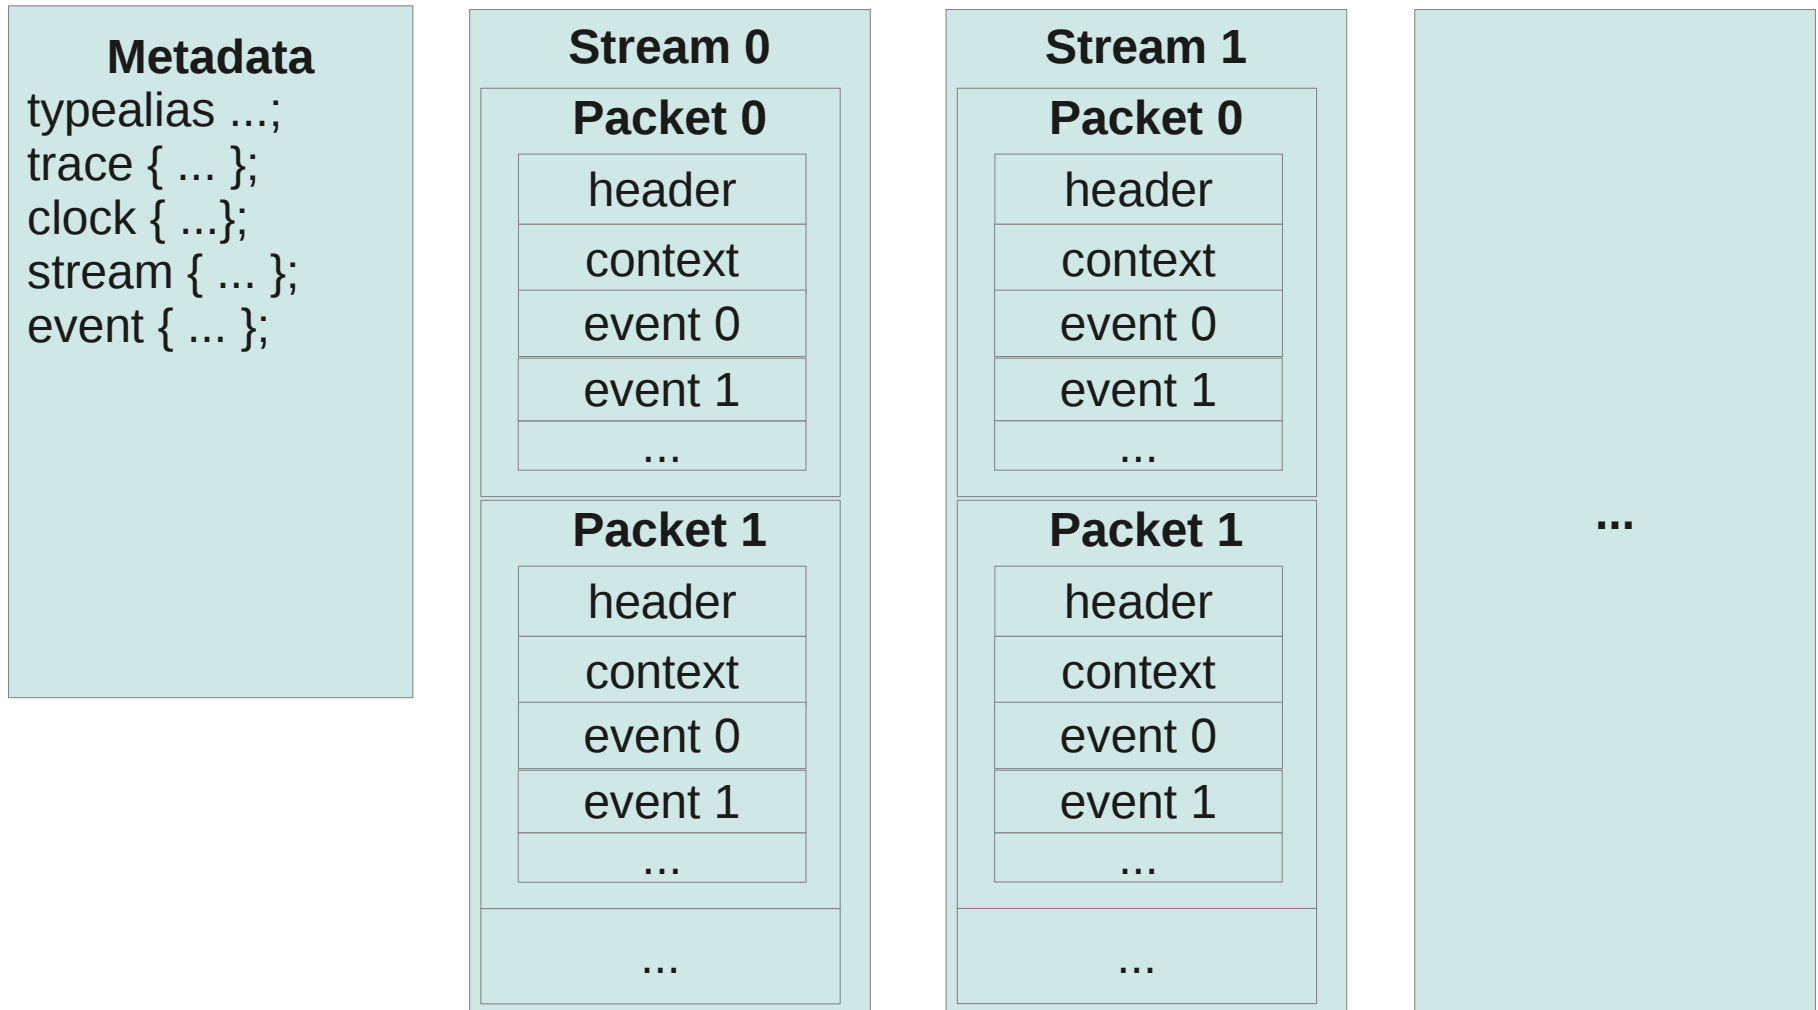 Metadata
typealias ...;
trace { ... };
clock { ...};
stream { ... };
event { ... };
Stream 0
Packet 0
header
context
event 0
event 1
...
Packet 1
header
context
event 0
event 1
...
...
Stream 1
Packet 0
header
context
event 0
event 1
...
Packet 1
header
context
event 0
event 1
...
...
...